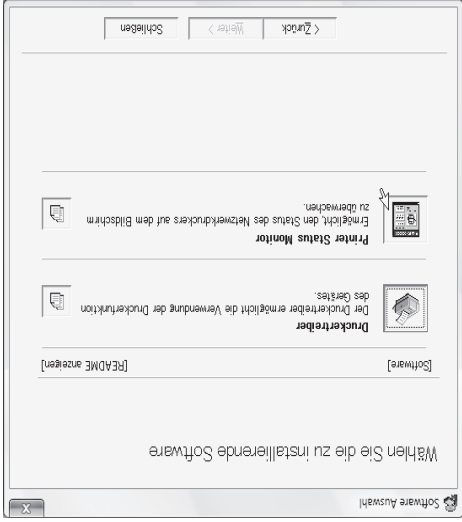 Software Auswahl
X
Wählen Sie die zu installierende Software
[Software] [README anzeigen]
Druckertreiber
Der Druckertreiber ermöglicht die Verwendung der Druckerfunktion
des Gerätes.
Printer Status Monitor
Ermöglicht, den Status des Netzwerkdruckers auf dem Bildschirm
zu überwachen.
< Zurück Weiter > Schließen